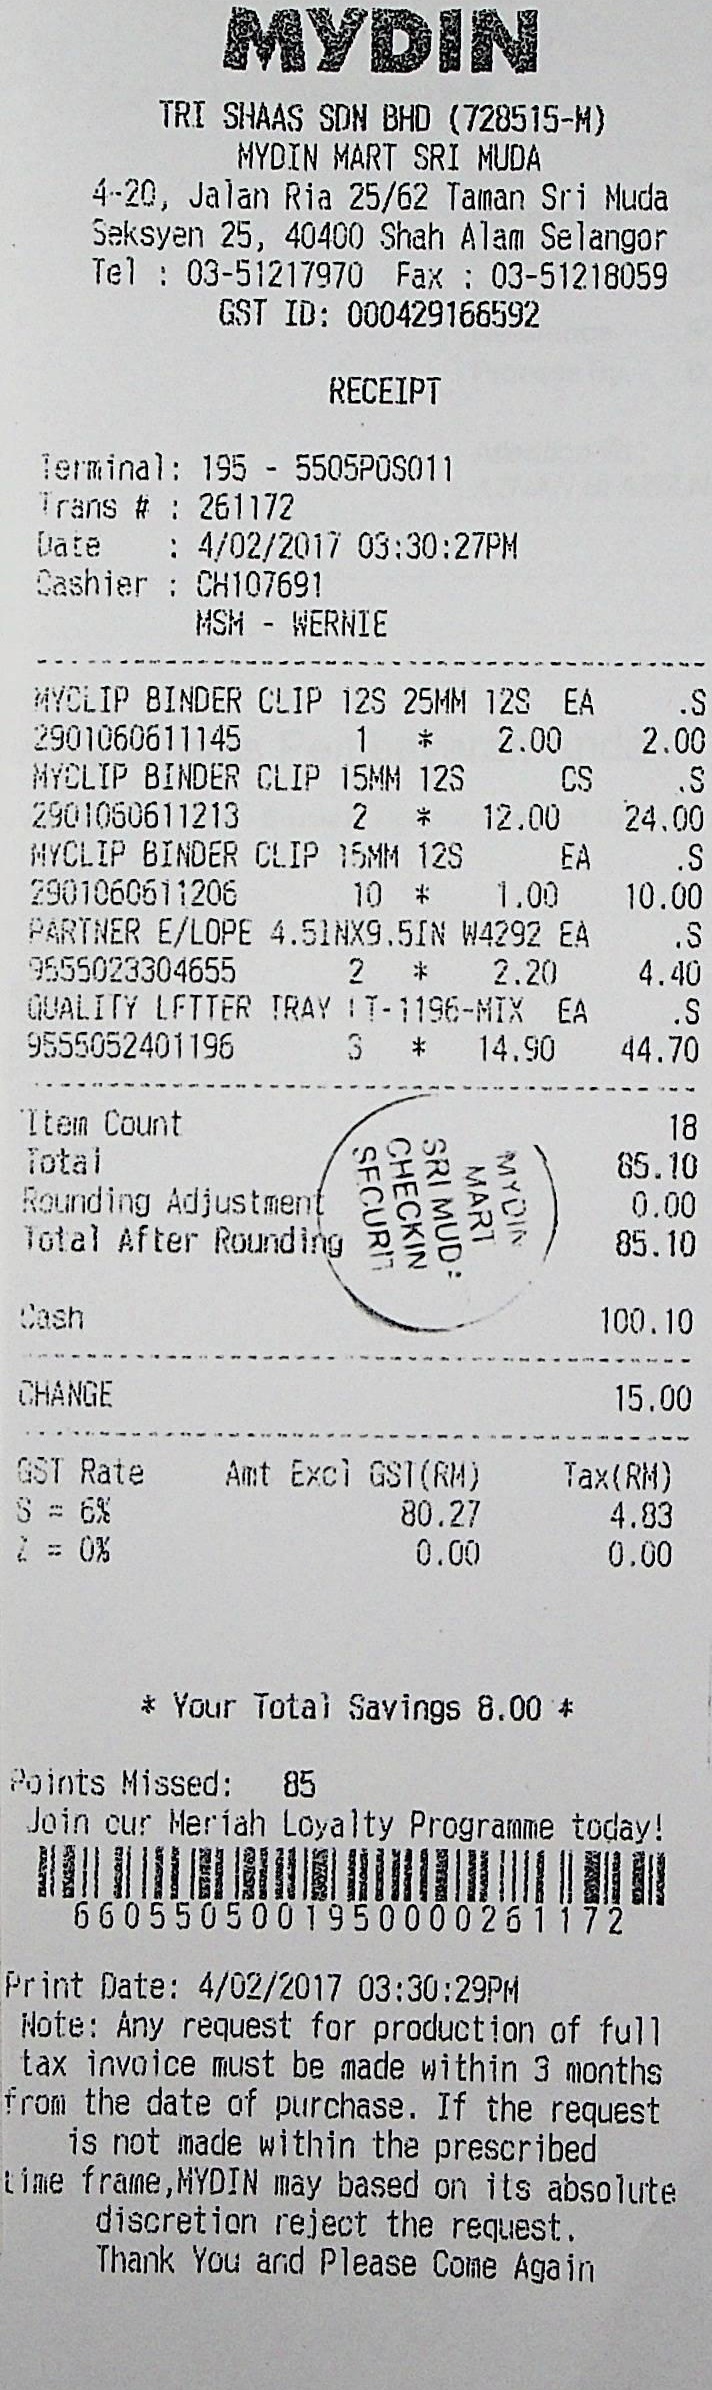 MYDIN
TRI SHAAS SDN BHD (728515-M)
MYDIN MART SRI MUDA
4-20, Jalan Ria 25/62 Taman Sri Muda
Seksyen 25, 40400 Shah Alam Selangor
Tel : 03-51217970 Fax : 03-51218059
GST ID: 000429166592
RECEIPT
Terminal: 195 - 5505POS011
Trans # : 261172
Date : 4/02/2017 03:30:27PM
Cashier : CH107691
MSM - WERNIE
MYCLIP BINDER CLIP 12S 25MM 12S EA .S
2901060611145 1 * 2.00 2.00
MYCLIP BINDER CLIP 15MM 12S CS .S
2901060611213 2 * 12.00 24.00
MYCLIP BINDER CLIP 15MM 12S EA .S
2901060611206 10 * 1.00 10.00
PARTNER E/LOPE 4.5INX9.5IN W4292 EA .S
9555023304655 2 * 2.20 4.40
QUALITY LETTER TRAY LT-1196-MIX EA .S
9555052401196 3 * 14.90 44.70
Item Count 18
Total 85.10
Rounding Adjustment 0.00
Total After Rounding 85.10
MYDIN
MART
SRI MUD
CHECKIN
SECURIT
Cash 100.10
CHANGE 15.00
GST Rate Amt Excl GST(RM) Tax(RM)
S = 6% 80.27 4.83
Z = 0% 0.00 0.00
* Your Total Savings 8.00 *
Points Missed: 85
Join our Meriah Loyalty Programme today!
6605505001950000261172
Print Date: 4/02/2017 03:30:29PM
Note: Any request for production of full
tax invoice must be made within 3 months
from the date of purchase. If the request
is not made within the prescribed
time frame,MYDIN may based on its absolute
discretion reject the request.
Thank You and Please Come Again